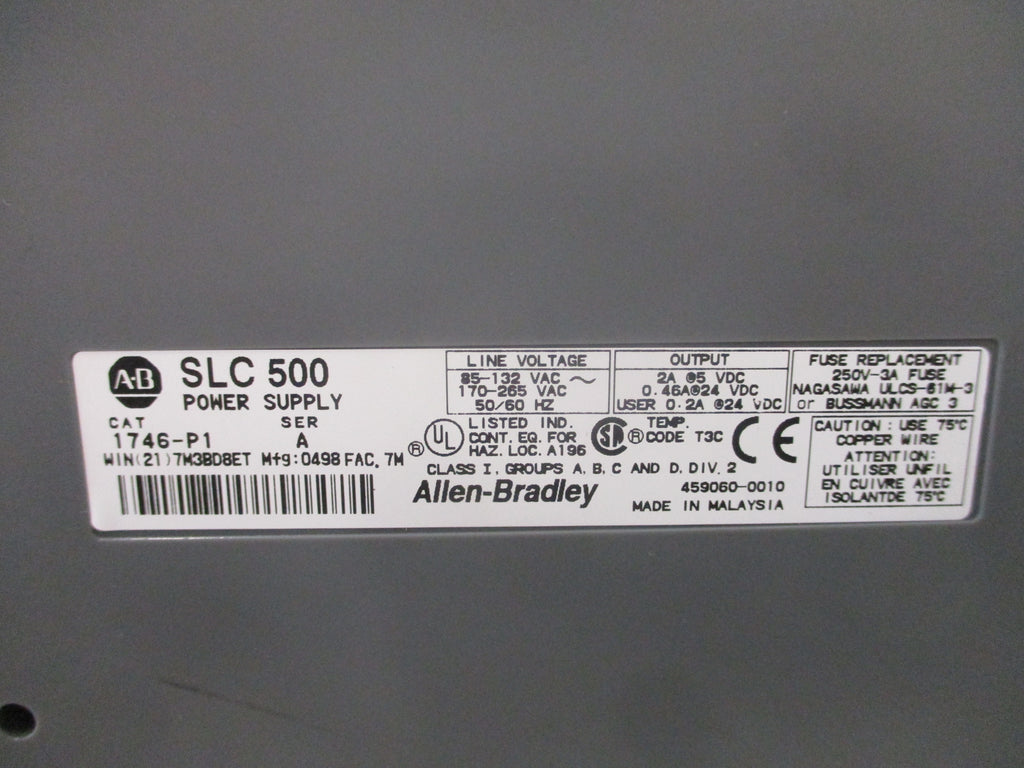 A-B SLC 500
POWER SUPPLY
CAT SER
1746-P1 A
WIN(21)7M3BD8ET Mfg:0498 FAC. 7M
LINE VOLTAGE
85-132 VAC ~
170-265 VAC
50/60 HZ
OUTPUT
2A @5 VDC
0.46A@24 VDC
USER 0.2A @24 VDC
FUSE REPLACEMENT
250V-3A FUSE
NAGASAWA ULCS-61M-3
or BUSSMANN AGC 3
® UL LISTED IND.
CONT. EQ. FOR
HAZ. LOC. A196
SA ® TEMP.
CODE T3C
CE
CLASS I, GROUPS A, B, C AND D, DIV. 2
Allen-Bradley
459060-0010
MADE IN MALAYSIA
CAUTION : USE 75°C
COPPER WIRE
ATTENTION:
UTILISER UNFIL
EN CUIVRE AVEC
ISOLANTDE 75°C